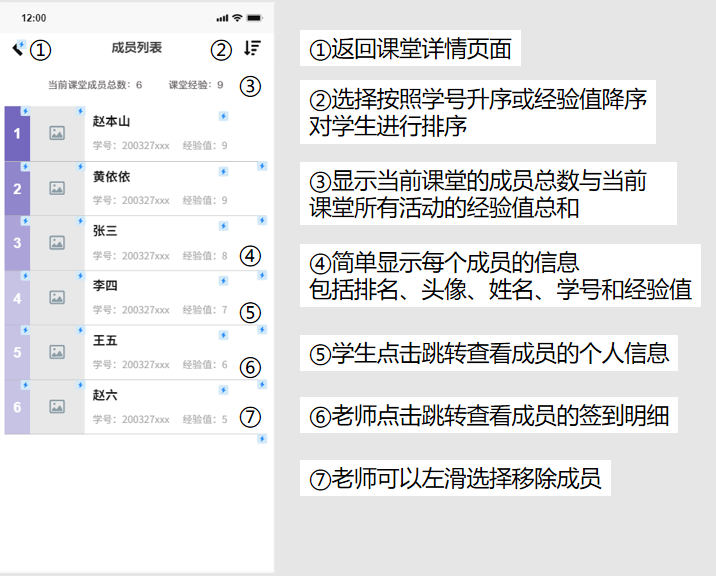 12:00
① 成员列表 ②
当前课堂成员总数：6 课堂经验：9 ③
1 赵本山
学号：200327xxx 经验值：9
2 黄依依
学号：200327xxx 经验值：9
3 张三
学号：200327xxx 经验值：8 ④
4 李四
学号：200327xxx 经验值：7 ⑤
5 王五
学号：200327xxx 经验值：6 ⑥
6 赵六
学号：200327xxx 经验值：5 ⑦
①返回课堂详情页面
②选择按照学号升序或经验值降序
对学生进行排序
③显示当前课堂的成员总数与当前
课堂所有活动的经验值总和
④简单显示每个成员的信息
包括排名、头像、姓名、学号和经验值
⑤学生点击跳转查看成员的个人信息
⑥老师点击跳转查看成员的签到明细
⑦老师可以左滑选择移除成员